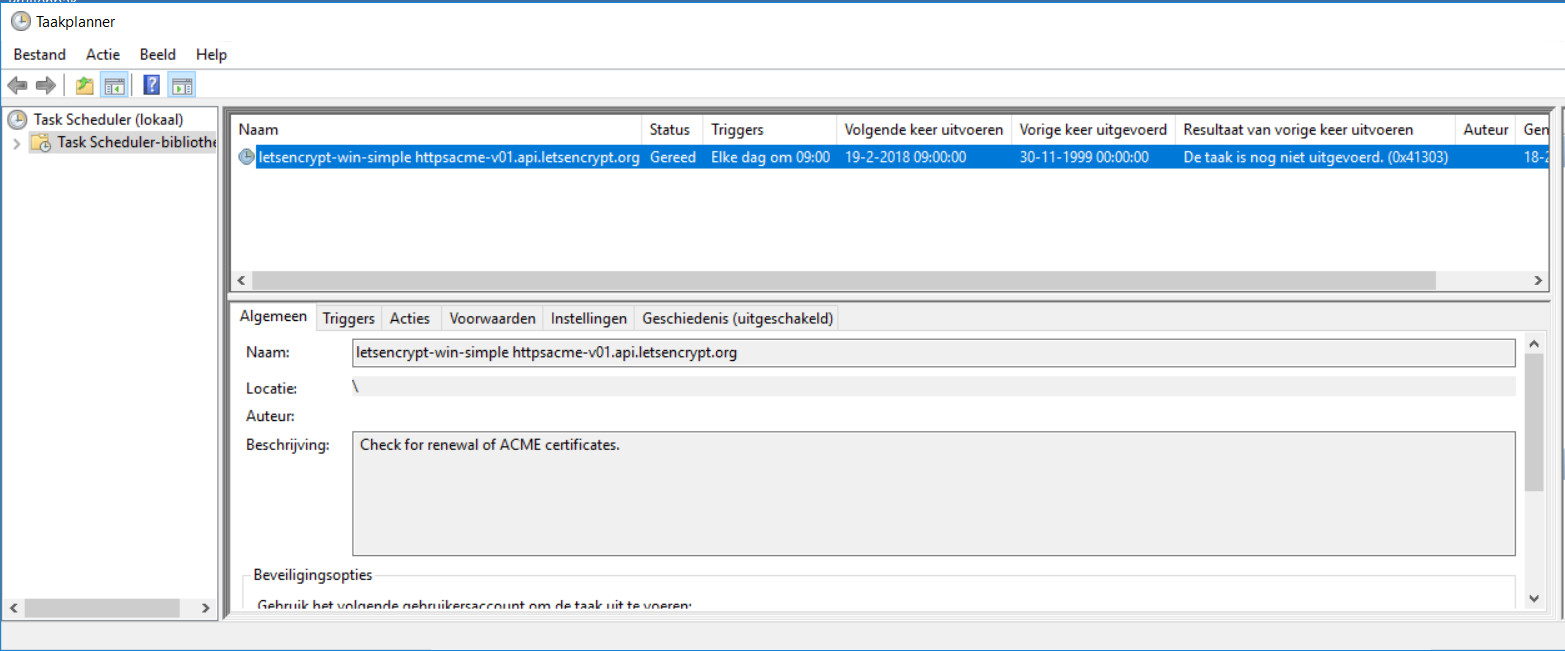 Taakplanner
Bestand Actie Beeld Help
Task Scheduler (lokaal)
Task Scheduler-bibliothe
Naam Status Triggers Volgende keer uitvoeren Vorige keer uitgevoerd Resultaat van vorige keer uitvoeren Auteur Gen
letsencrypt-win-simple httpsacme-v01.api.letsencrypt.org Gereed Elke dag om 09:00 19-2-2018 09:00:00 30-11-1999 00:00:00 De taak is nog niet uitgevoerd. (0x41303) 18-2
Algemeen Triggers Acties Voorwaarden Instellingen Geschiedenis (uitgeschakeld)
Naam: letsencrypt-win-simple httpsacme-v01.api.letsencrypt.org
Locatie: \
Auteur:
Beschrijving: Check for renewal of ACME certificates.
Beveiligingsopties
Gebruik het volgende gebruikersaccount om de taak uit te voeren: